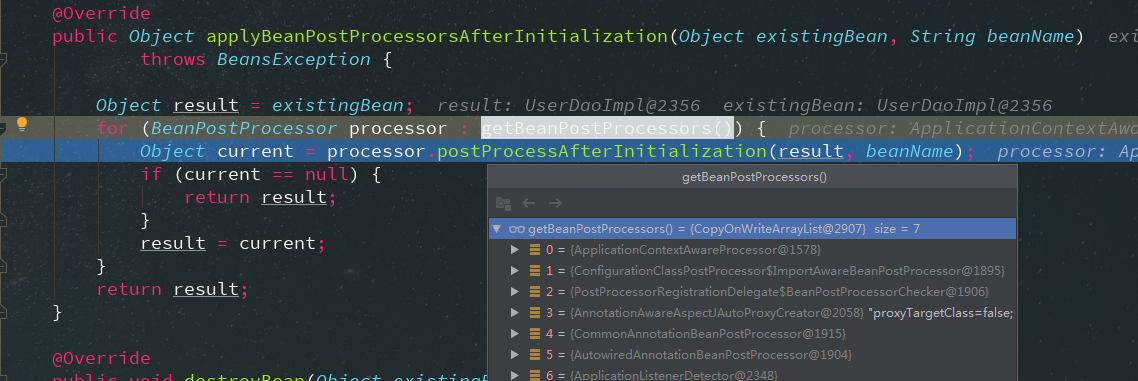 @Override
public Object applyBeanPostProcessorsAfterInitialization(Object existingBean, String beanName) exi
throws BeansException {
Object result = existingBean; result: UserDaoImpl@2356 existingBean: UserDaoImpl@2356
for (BeanPostProcessor processor : getBeanPostProcessors()) { processor: ApplicationContextAwa
Object current = processor.postProcessAfterInitialization(result, beanName); processor: Ap
if (current == null) {
return result;
}
result = current;
}
return result;
}
@Override
public void destroyBean(Object existingB
getBeanPostProcessors()
getBeanPostProcessors() = {CopyOnWriteArrayList@2907} size = 7
0 = {ApplicationContextAwareProcessor@1578}
1 = {ConfigurationClassPostProcessor$ImportAwareBeanPostProcessor@1895}
2 = {PostProcessorRegistrationDelegate$BeanPostProcessorChecker@1906}
3 = {AnnotationAwareAspectJAutoProxyCreator@2058} "proxyTargetClass=false;
4 = {CommonAnnotationBeanPostProcessor@1915}
5 = {AutowiredAnnotationBeanPostProcessor@1904}
6 = {ApplicationListenerDetector@2348}